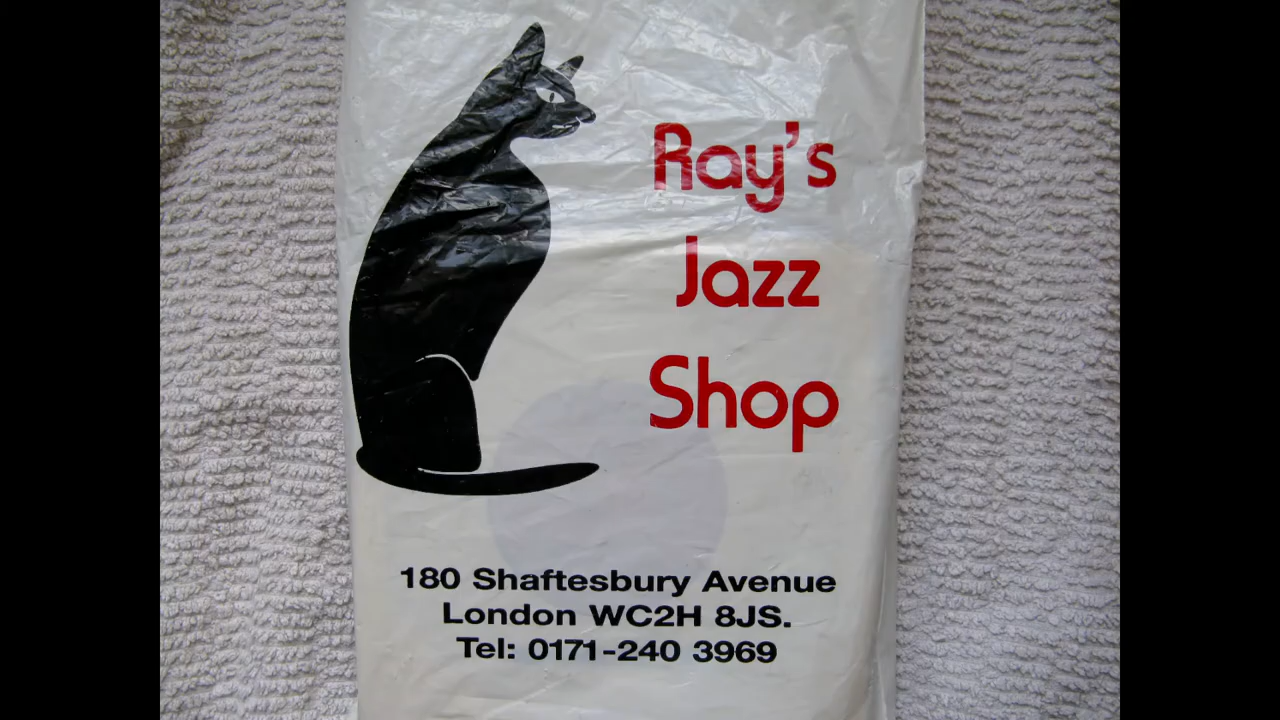 Ray's
Jazz
Shop
180 Shaftesbury Avenue
London WC2H 8JS.
Tel: 0171-240 3969